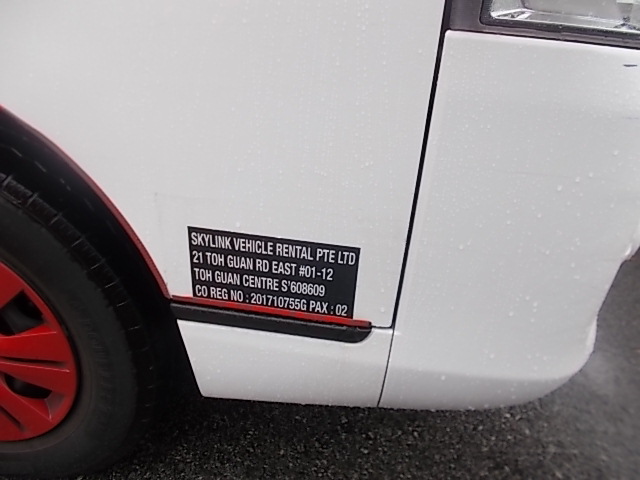 SKYLINK VEHICLE RENTAL PTE LTD
21 TOH GUAN RD EAST #01-12
TOH GUAN CENTRE S'608609
CO REG NO : 201710755G PAX : 02